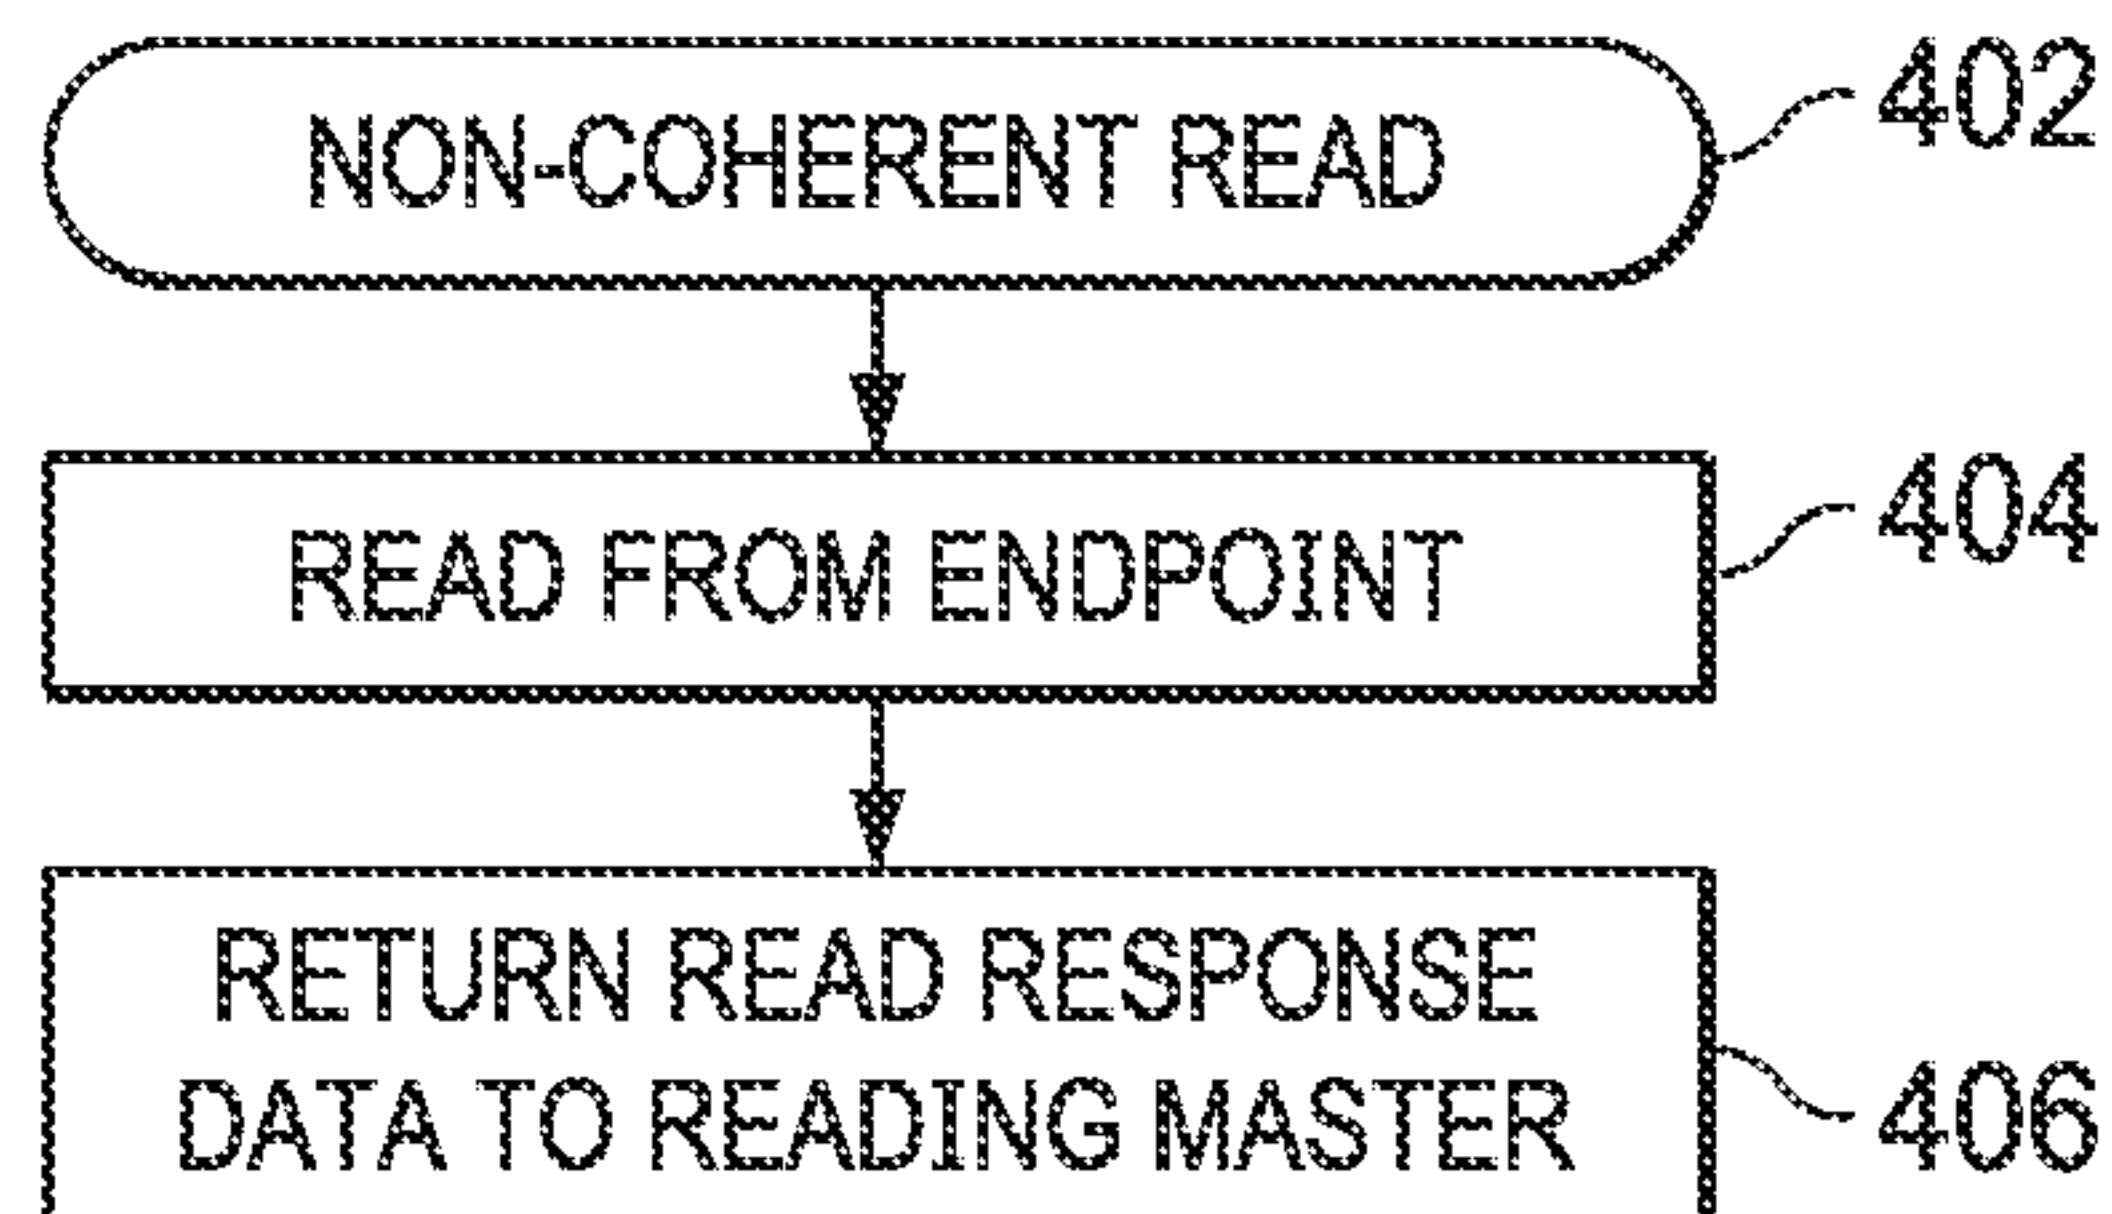 NON-COHERENT READ
402
READ FROM ENDPOINT
404
RETURN READ RESPONSE
DATA TO READING MASTER
406